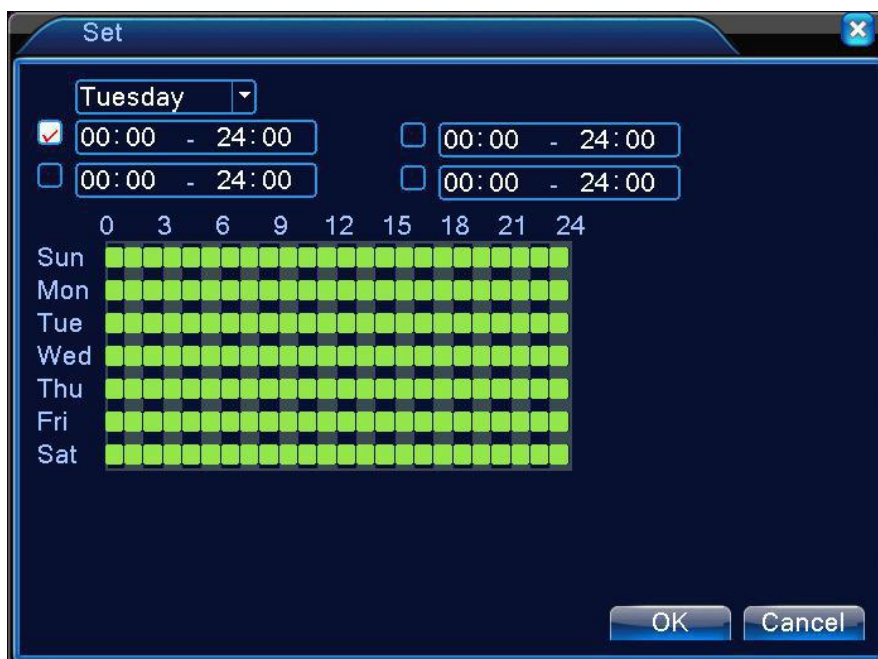 Set
Tuesday
00:00 - 24:00 00:00 - 24:00
00:00 - 24:00 00:00 - 24:00
0 3 6 9 12 15 18 21 24
Sun
Mon
Tue
Wed
Thu
Fri
Sat
OK Cancel